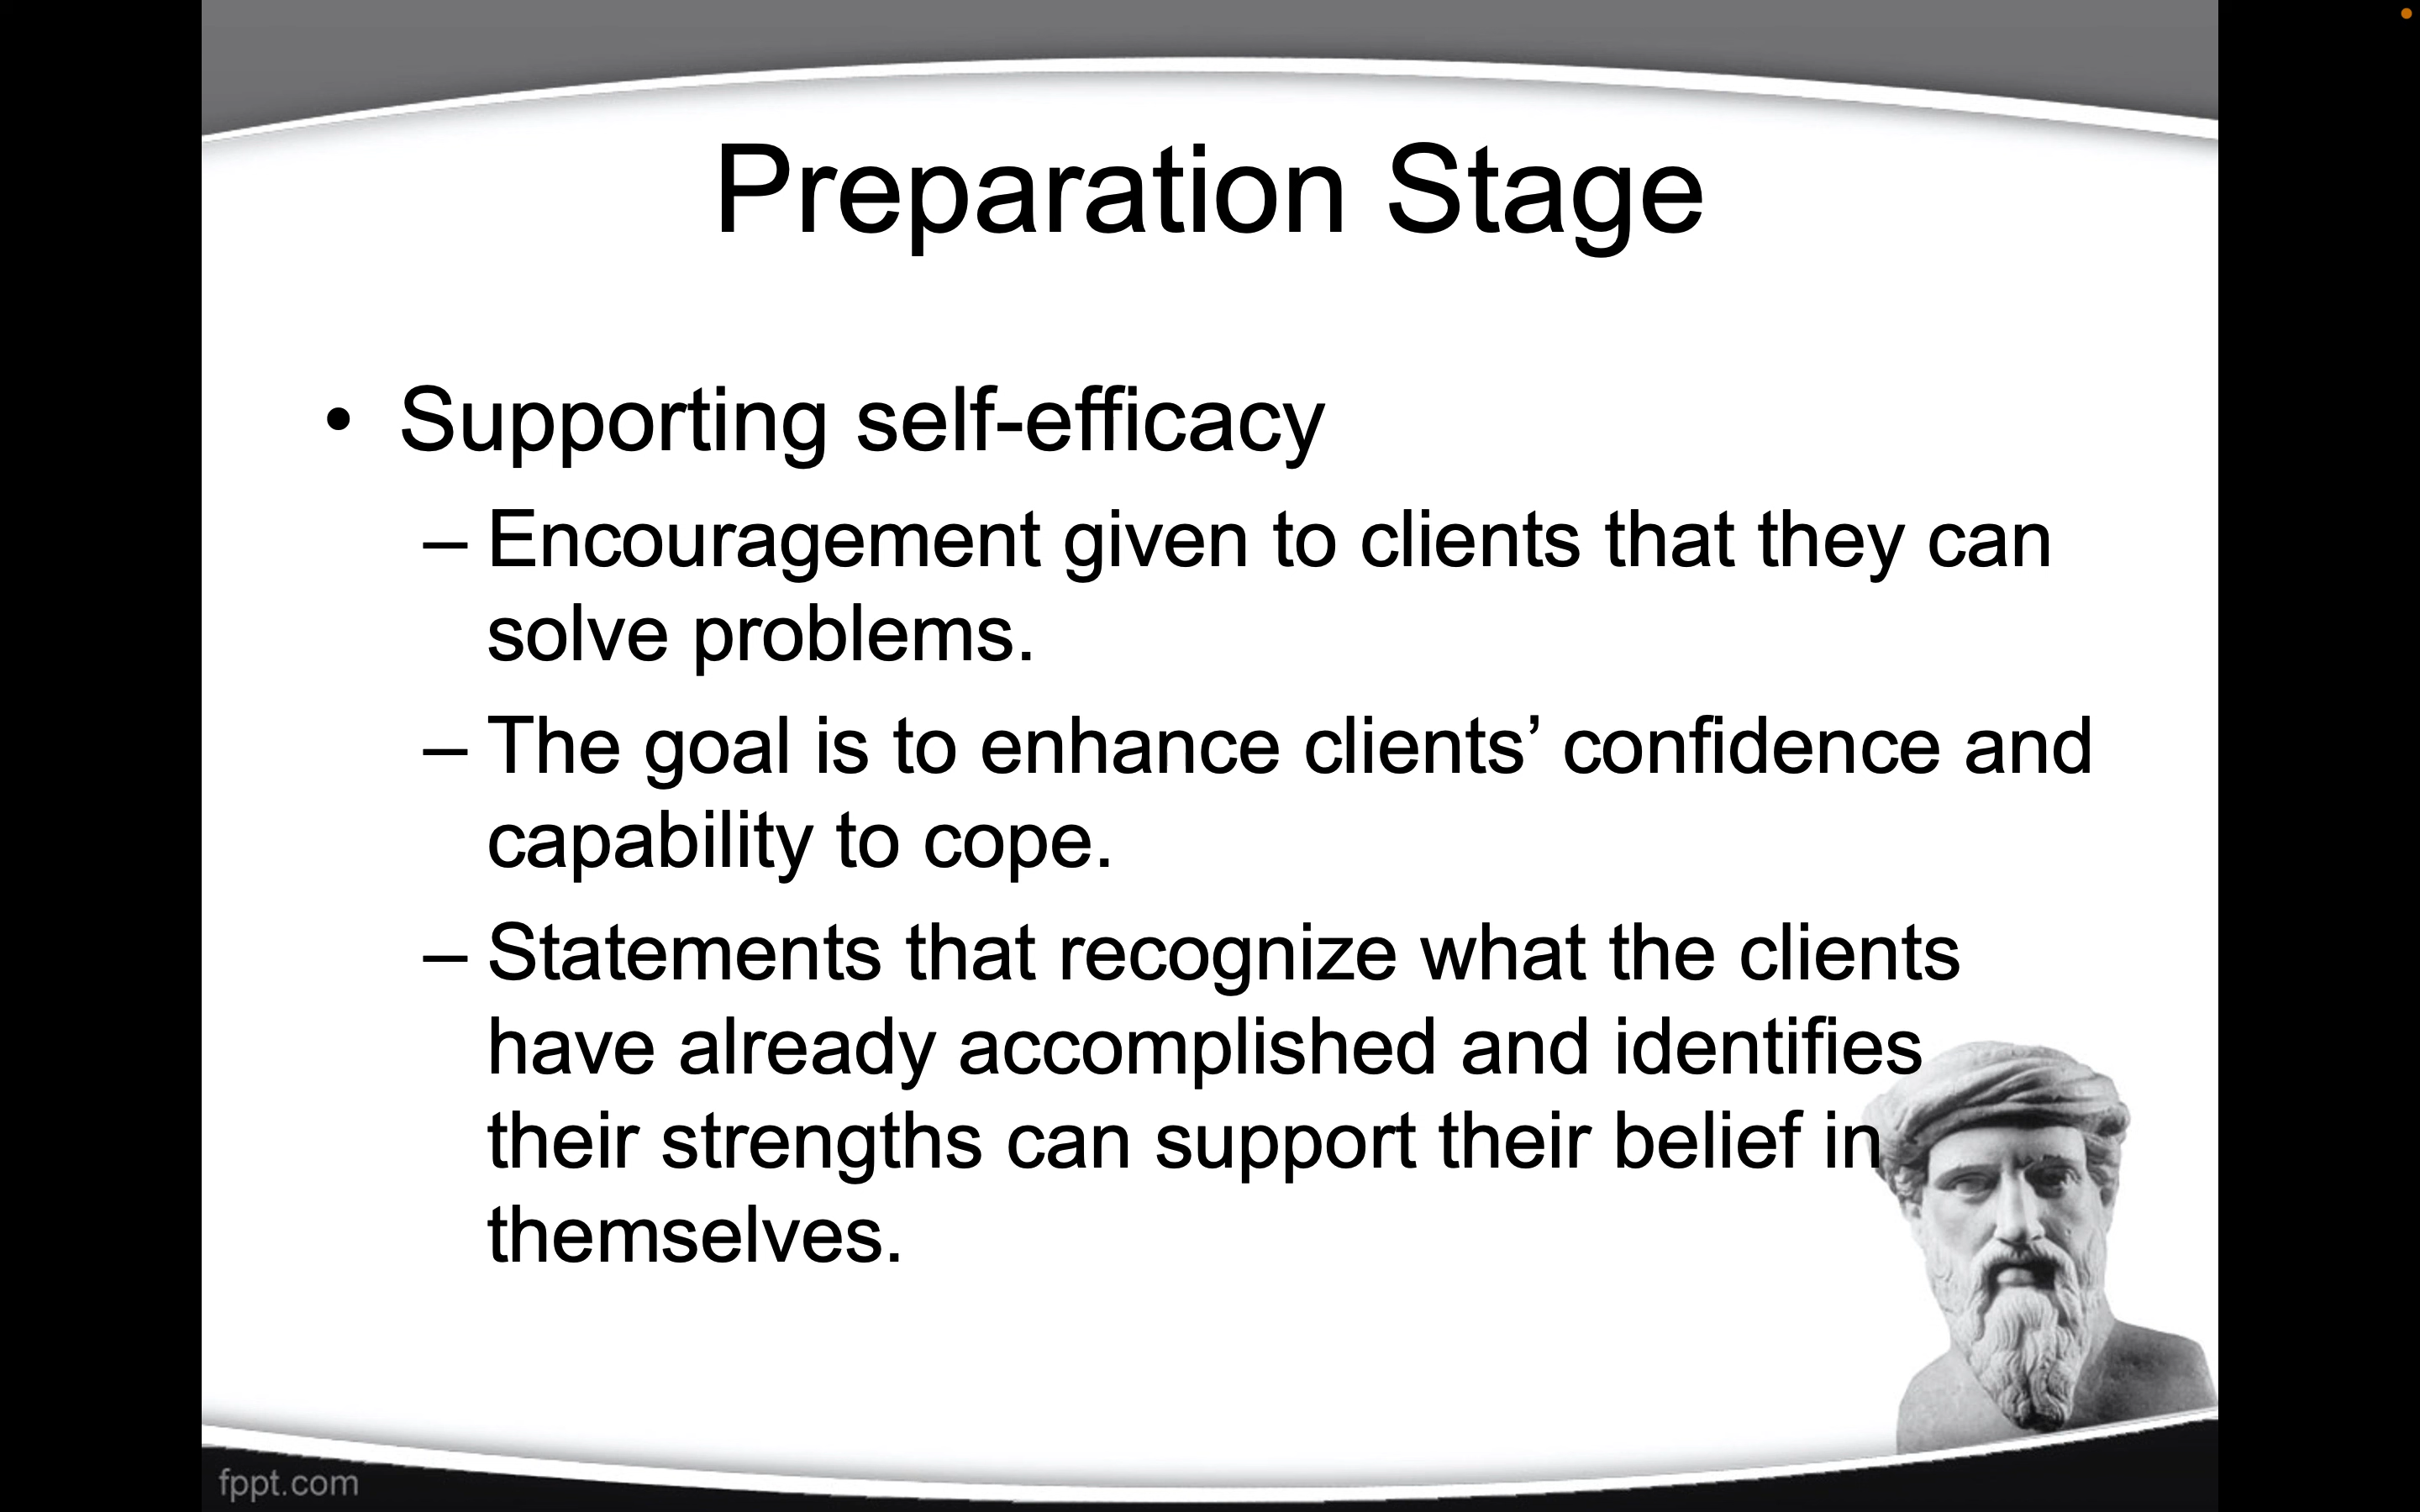 Preparation Stage
• Supporting self-efficacy
– Encouragement given to clients that they can
solve problems.
– The goal is to enhance clients’ confidence and
capability to cope.
– Statements that recognize what the clients
have already accomplished and identifies
their strengths can support their belief in
themselves.
fppt.com